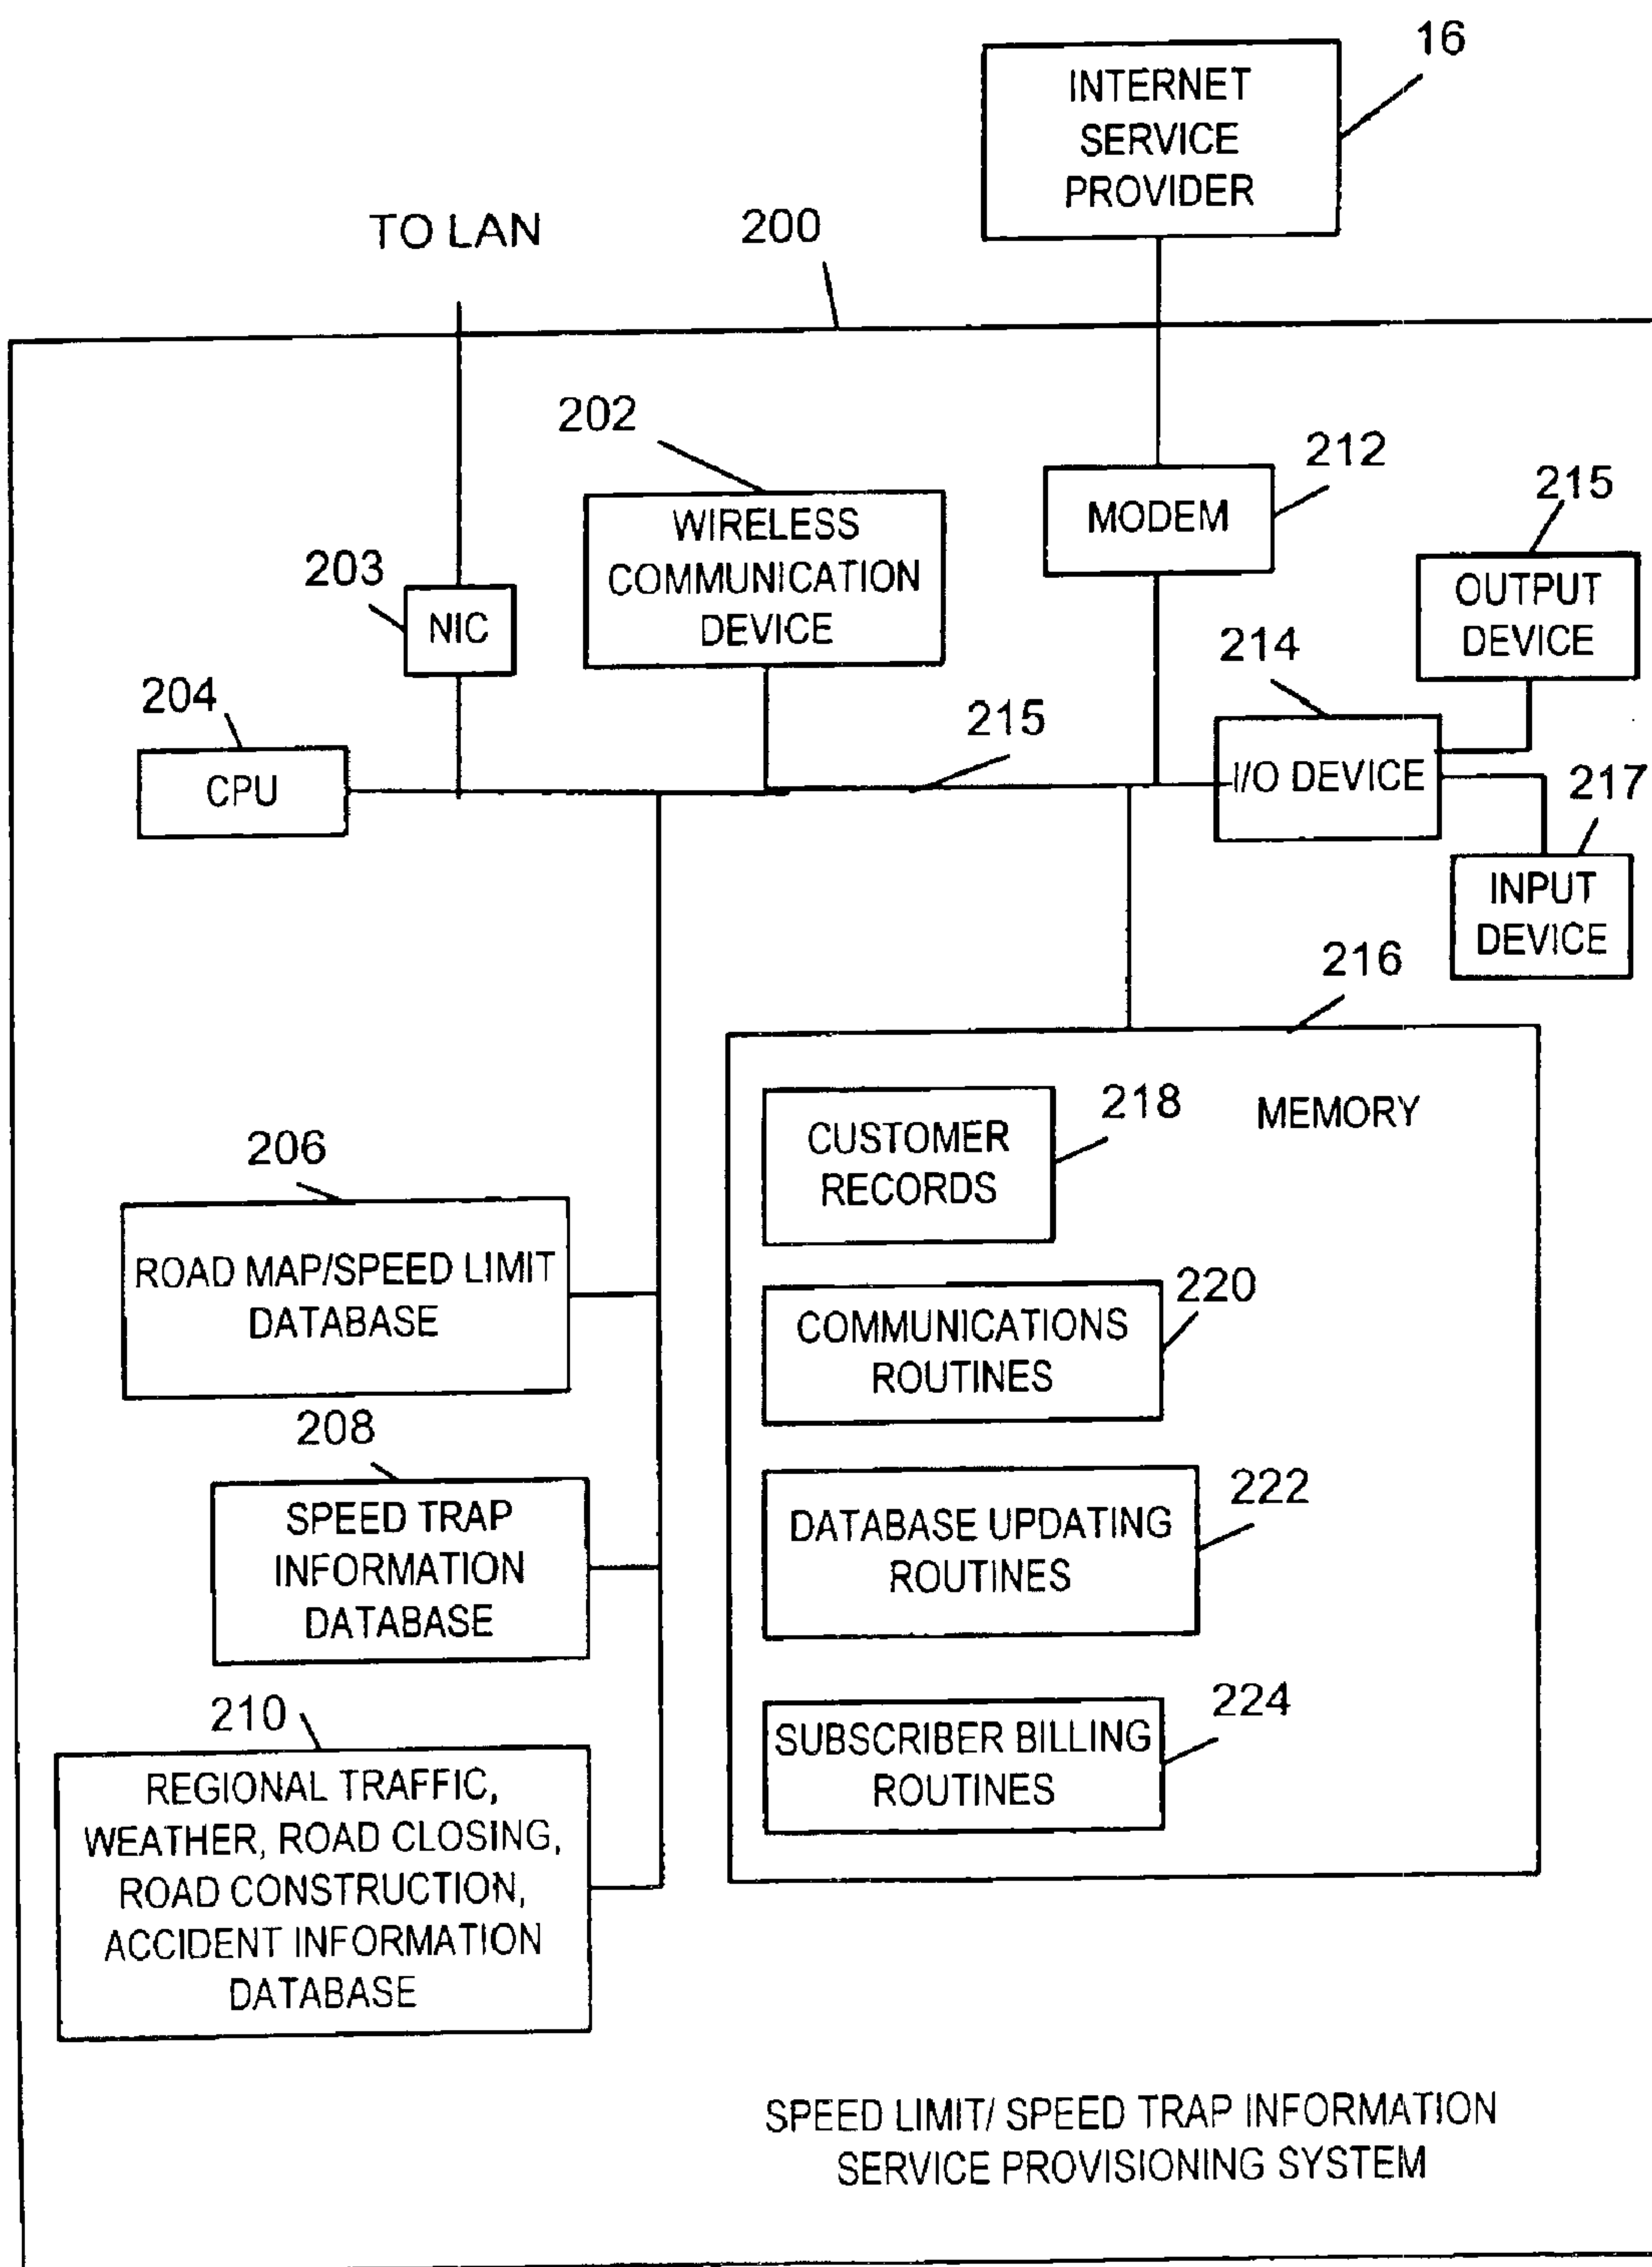 16
INTERNET
SERVICE
PROVIDER
TO LAN
200
202
WIRELESS
COMMUNICATION
DEVICE
212
MODEM
215
OUTPUT
DEVICE
203
NIC
204
CPU
215
214
I/O DEVICE
217
INPUT
DEVICE
216
MEMORY
218
CUSTOMER
RECORDS
206
ROAD MAP/SPEED LIMIT
DATABASE
220
COMMUNICATIONS
ROUTINES
208
SPEED TRAP
INFORMATION
DATABASE
222
DATABASE UPDATING
ROUTINES
210
REGIONAL TRAFFIC,
WEATHER, ROAD CLOSING,
ROAD CONSTRUCTION,
ACCIDENT INFORMATION
DATABASE
224
SUBSCRIBER BILLING
ROUTINES
SPEED LIMIT/ SPEED TRAP INFORMATION
SERVICE PROVISIONING SYSTEM